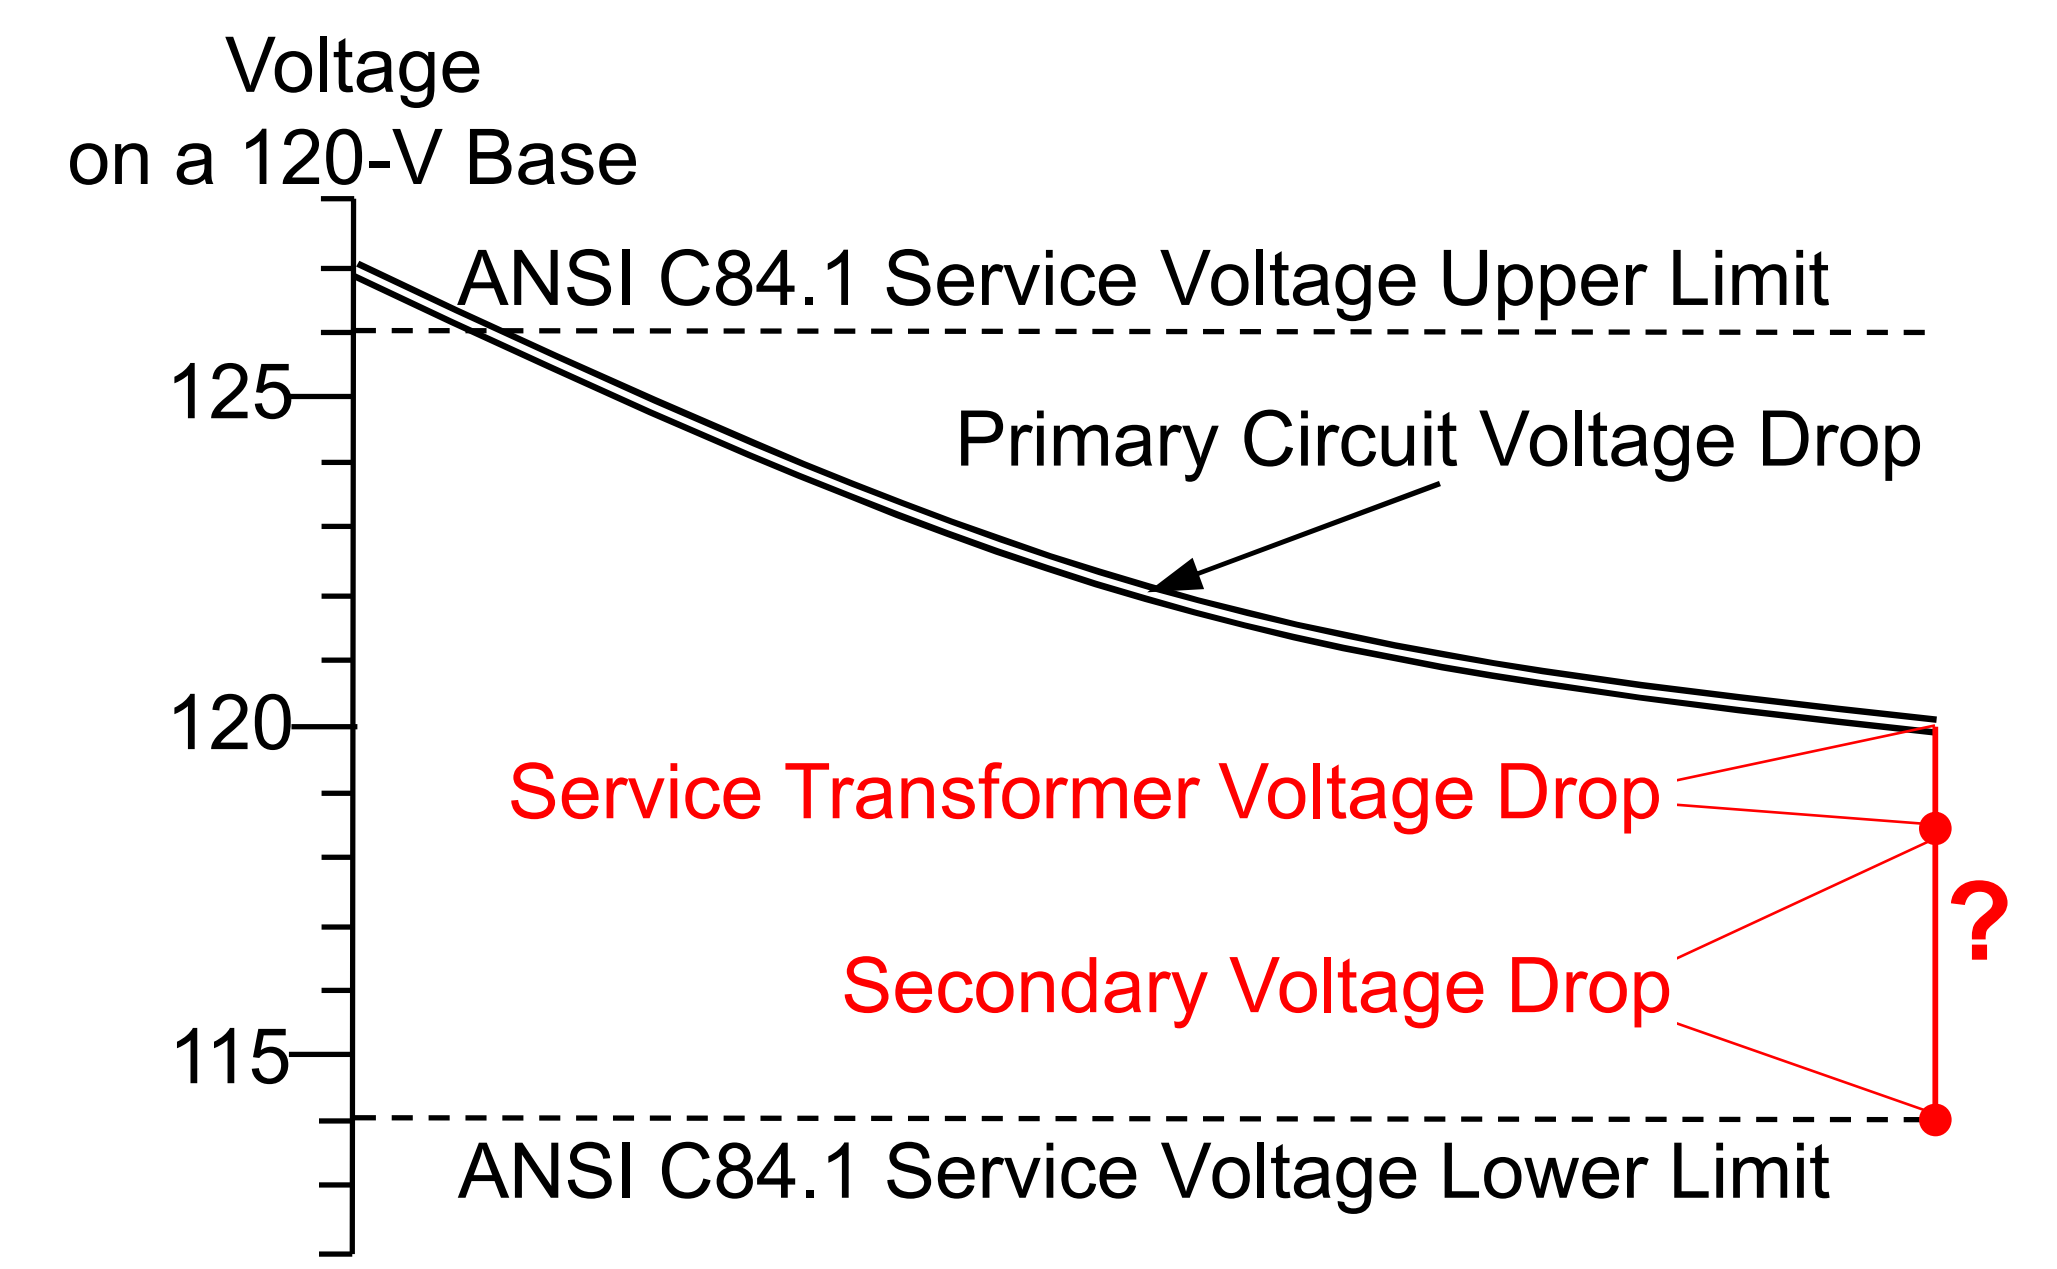 Voltage
on a 120-V Base
ANSI C84.1 Service Voltage Upper Limit
125
Primary Circuit Voltage Drop
120
Service Transformer Voltage Drop
?
Secondary Voltage Drop
115
ANSI C84.1 Service Voltage Lower Limit